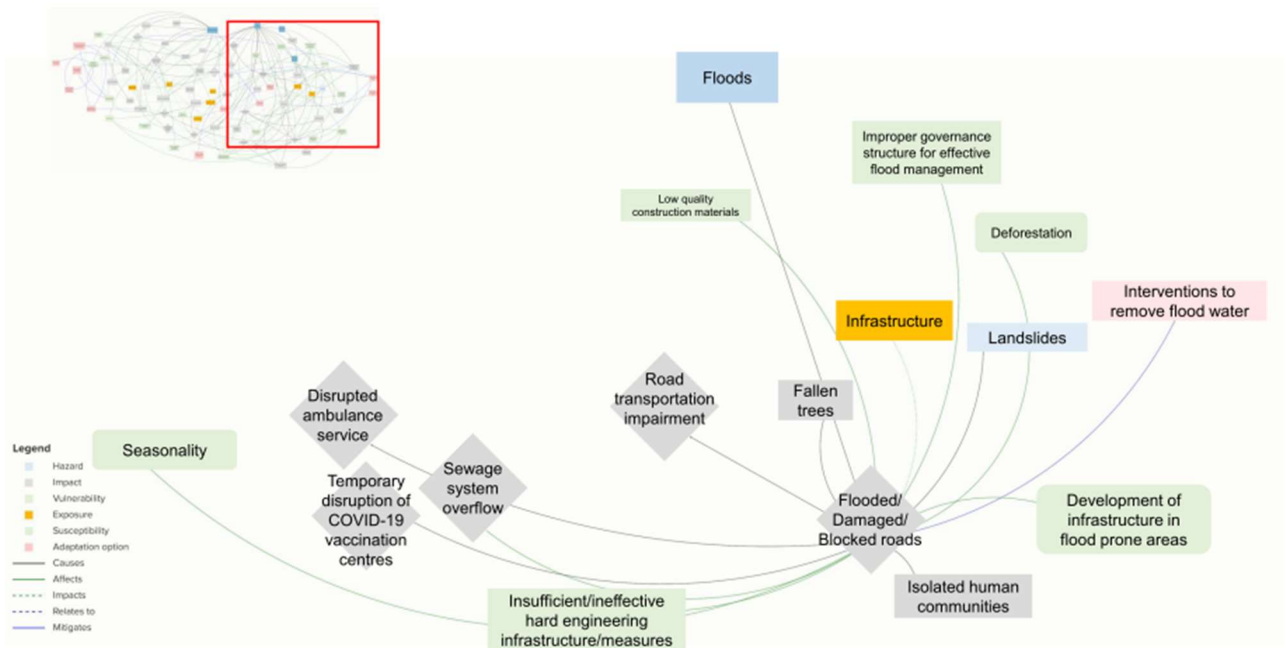 Floods
Improper governance
structure for effective
flood management
Low quality
construction materials
Deforestation
Interventions to
remove flood water
Infrastructure
Landslides
Road
transportation
impairment
Fallen
trees
Disrupted
ambulance
service
Seasonality
Sewage
system
overflow
Temporary
disruption of
COVID-19
vaccination
centres
Flooded/
Damaged/
Blocked roads
Development of
infrastructure in
flood prone areas
Isolated human
communities
Insufficient/ineffective
hard engineering
infrastructure/measures
Legend
Hazard
Impact
Vulnerability
Exposure
Susceptibility
Adaptation option
Causes
Affects
Impacts
Relates to
Mitigates